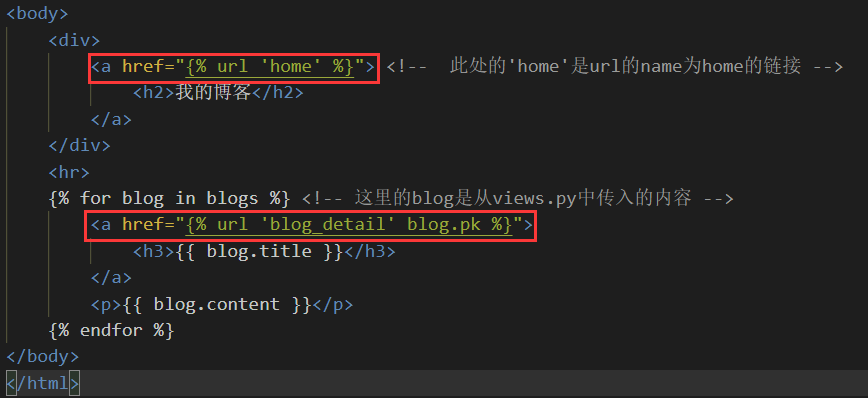 <body>
    <div>
        <a href="{% url 'home' %}"> <!--  此处的'home'是url的name为home的链接 -->
            <h2>我的博客</h2>
        </a>
    </div>
    <hr>
    {% for blog in blogs %} <!-- 这里的blog是从views.py中传入的内容 -->
        <a href="{% url 'blog_detail' blog.pk %}">
            <h3>{{ blog.title }}</h3>
        </a>
        <p>{{ blog.content }}</p>
    {% endfor %}
</body>
</html>